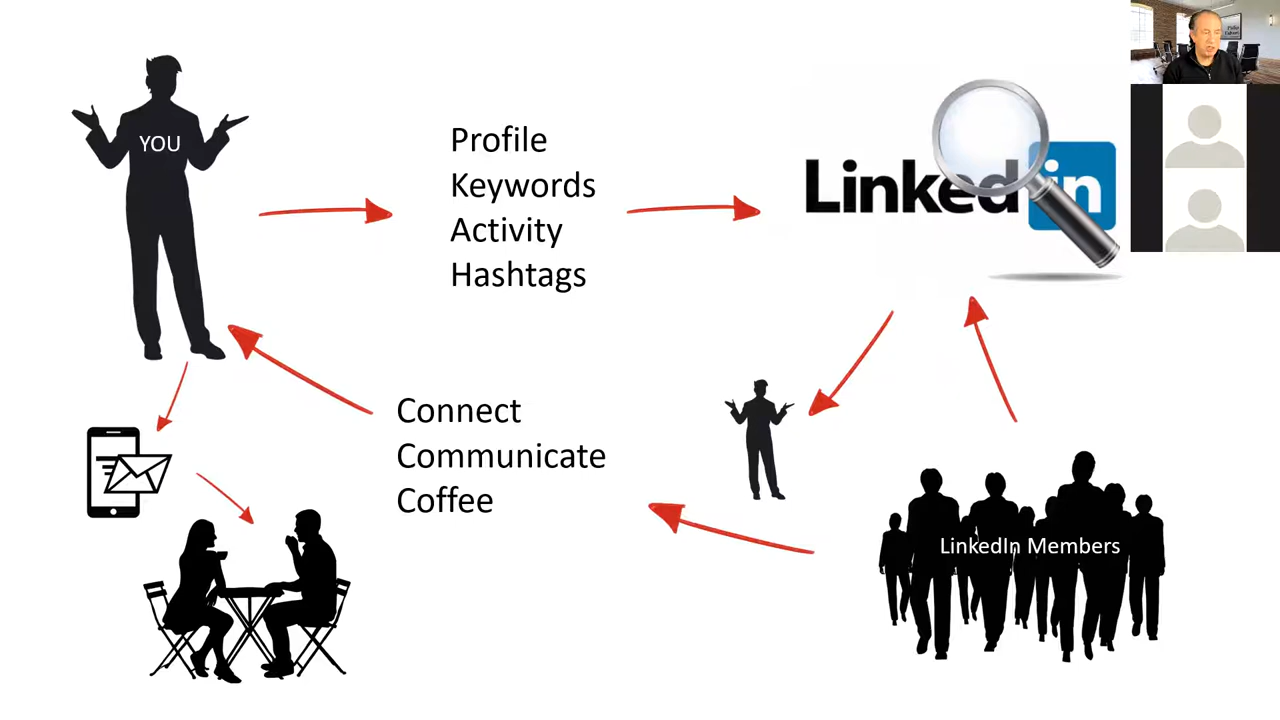 YOU
Profile
Keywords
Activity
Hashtags
Linkedin
Connect
Communicate
Coffee
LinkedIn Members